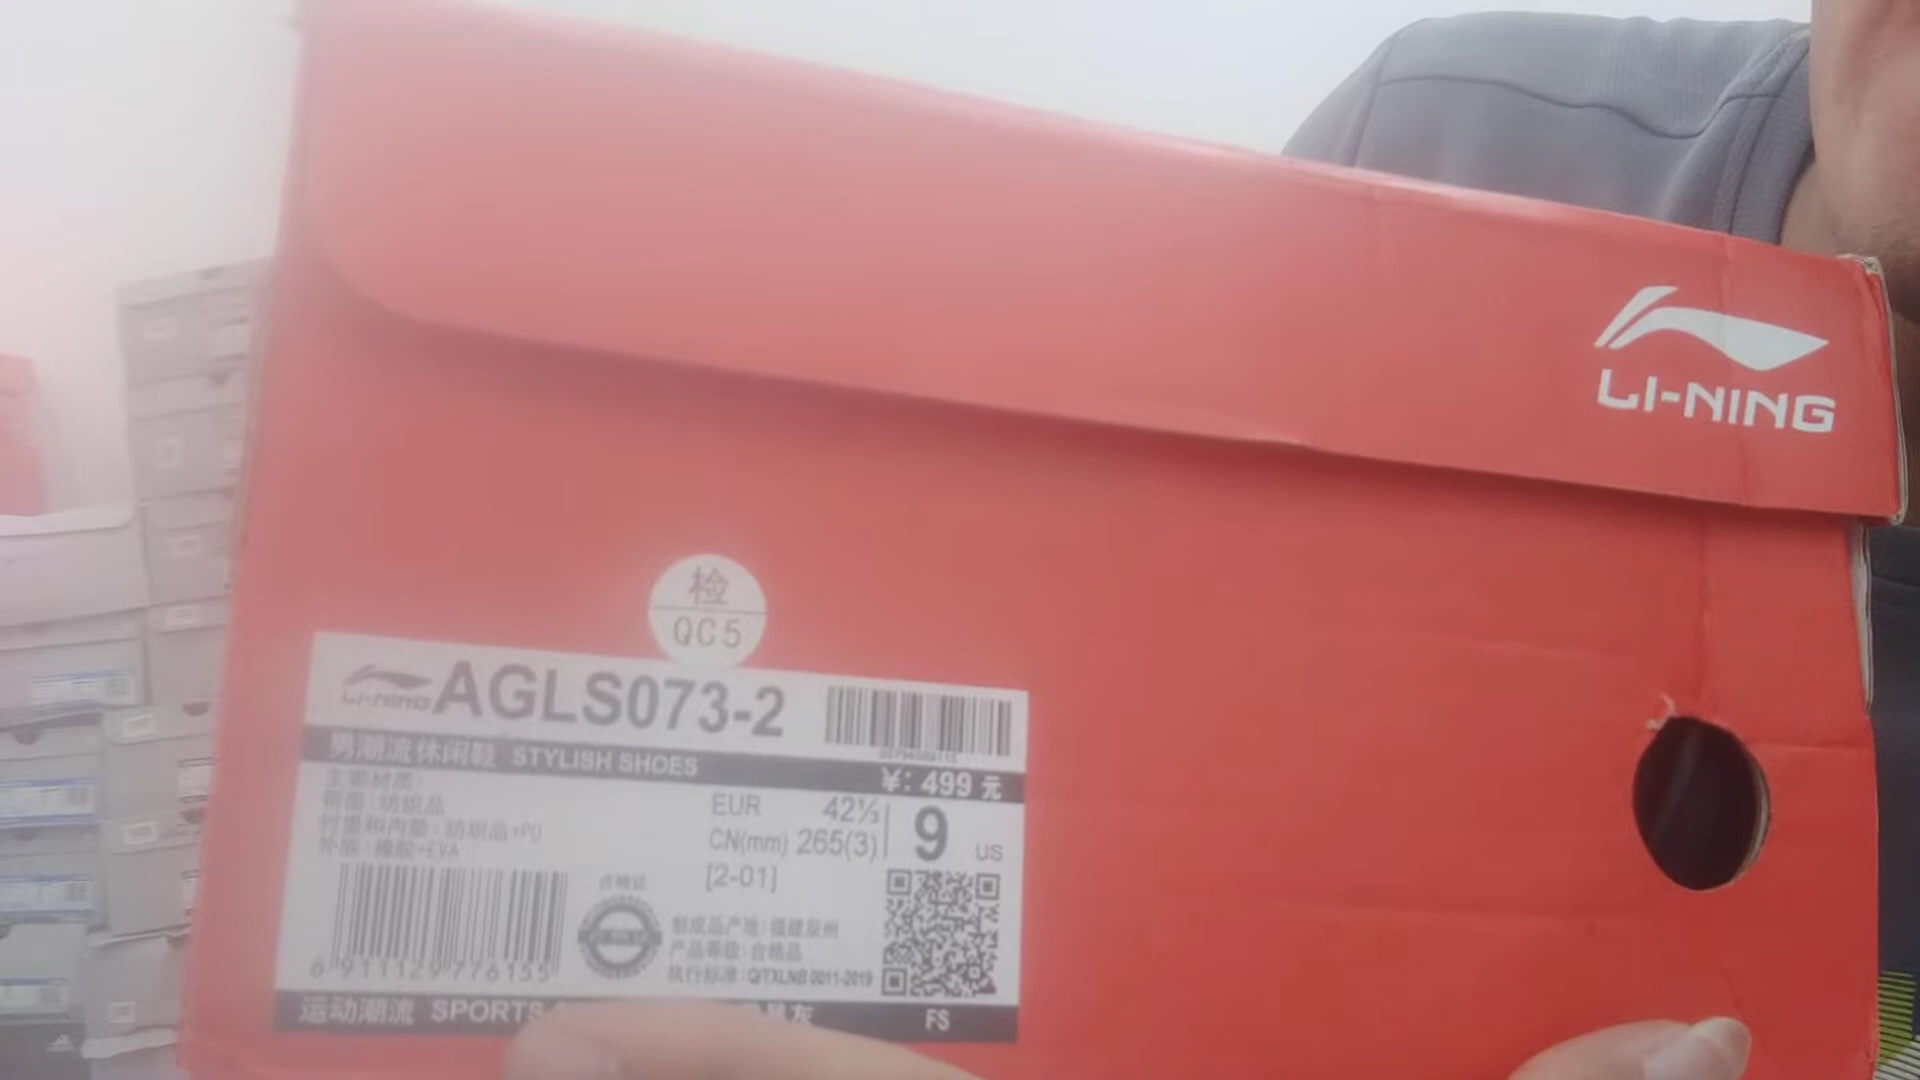 LI-NING
检
QC5
LI-NING AGLS073-2
男潮流休闲鞋 STYLISH SHOES
¥: 499 元
主要材质:
鞋面: 纺织品
衬里和内垫: 纺织品+PU
外底: 橡胶+EVA
EUR 42⅔
CN(mm) 265(3)
9 US
[2-01]
合格证
制成品产地: 福建泉州
产品等级: 合格品
执行标准: Q/TXLNB 0011-2019
6 911129 776155
运动潮流 SPORTS
FS